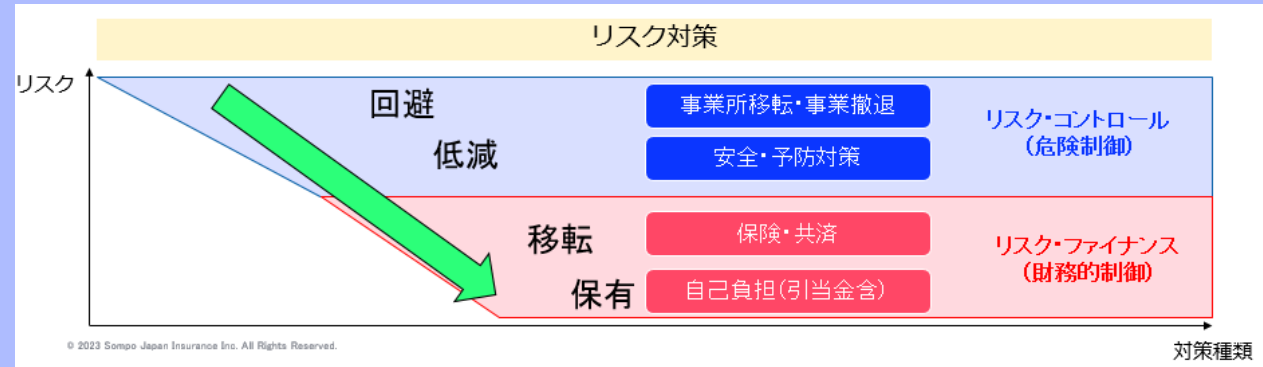 リスク対策
リスク
回避
事業所移転・事業撤退
低減
安全・予防対策
リスク・コントロール
(危険制御)
移転
保険・共済
保有
自己負担(引当金含)
リスク・ファイナンス
(財務的制御)
© 2023 Sompo Japan Insurance Inc. All Rights Reserved.
対策種類